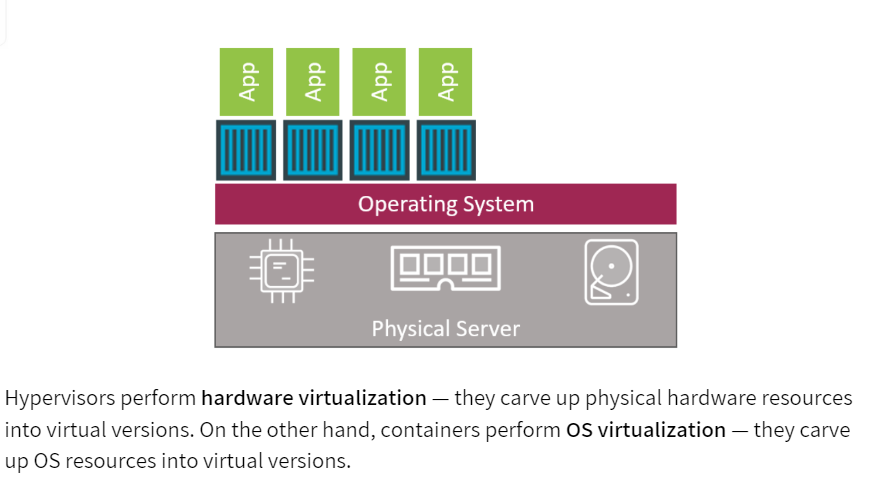 App App App App
Operating System
Physical Server
Hypervisors perform hardware virtualization — they carve up physical hardware resources
into virtual versions. On the other hand, containers perform OS virtualization — they carve
up OS resources into virtual versions.